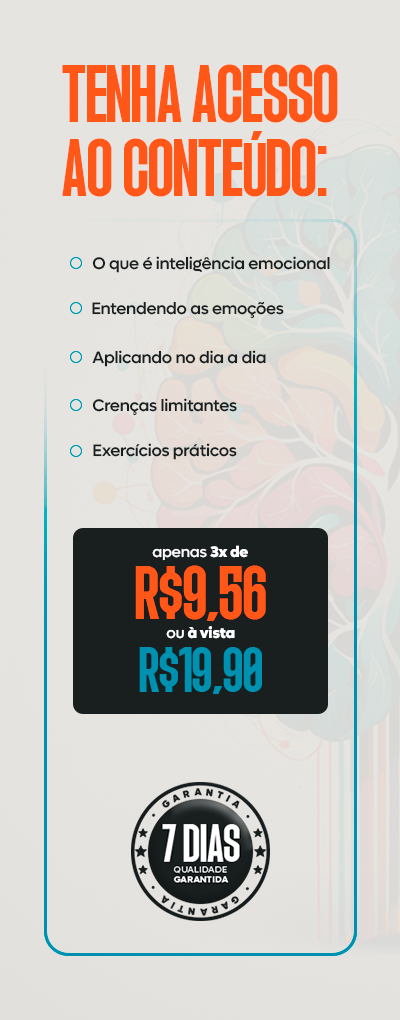 TENHA ACESSO
AO CONTEÚDO:
O que é inteligência emocional
Entendendo as emoções
Aplicando no dia a dia
Crenças limitantes
Exercícios práticos
apenas 3x de
R$9,56
ou à vista
R$19,90
GARANTIA
7 DIAS
QUALIDADE
GARANTIDA
GARANTIA